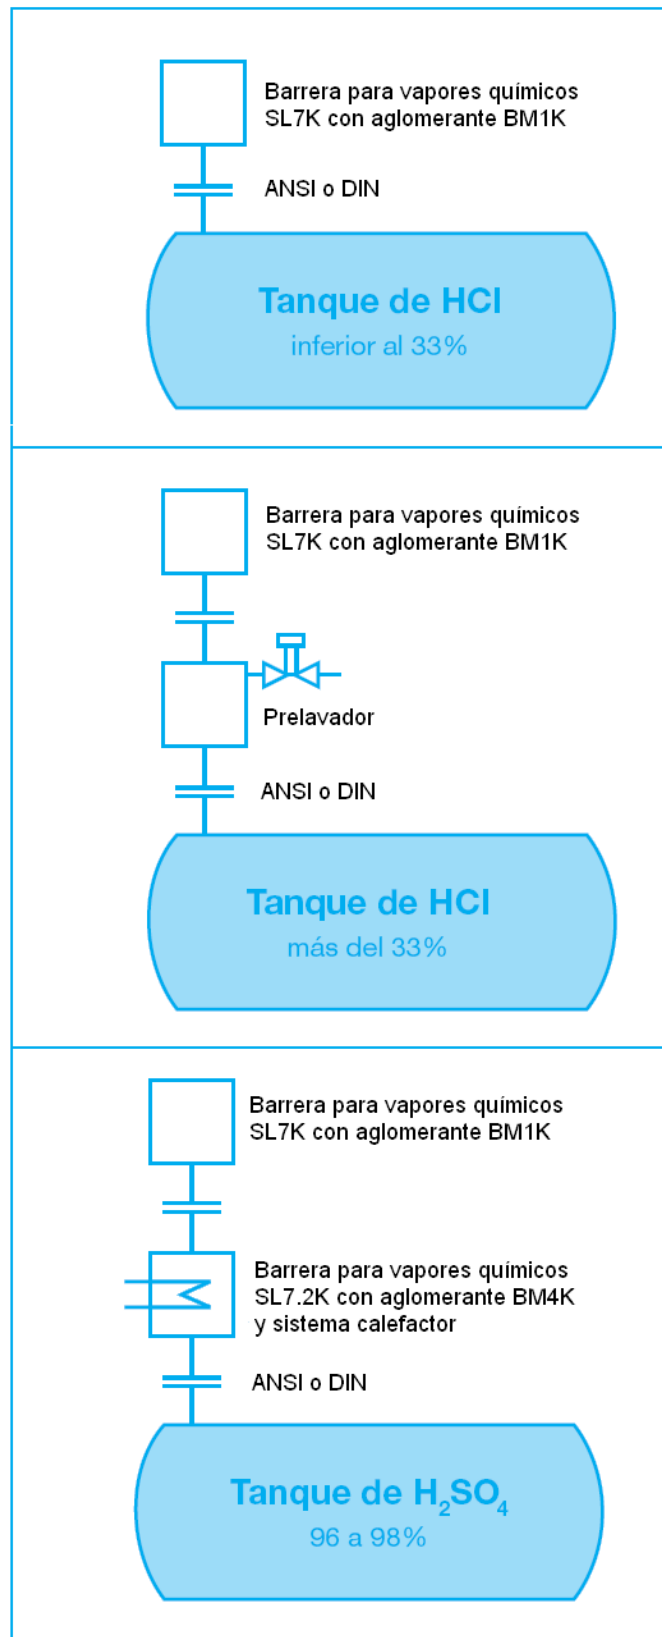 Barrera para vapores químicos
SL7K con aglomerante BM1K
ANSI o DIN
Tanque de HCl
inferior al 33%
Barrera para vapores químicos
SL7K con aglomerante BM1K
Prelavador
ANSI o DIN
Tanque de HCl
más del 33%
Barrera para vapores químicos
SL7K con aglomerante BM1K
Barrera para vapores químicos
SL7.2K con aglomerante BM4K
y sistema calefactor
ANSI o DIN
Tanque de H₂SO₄
96 a 98%